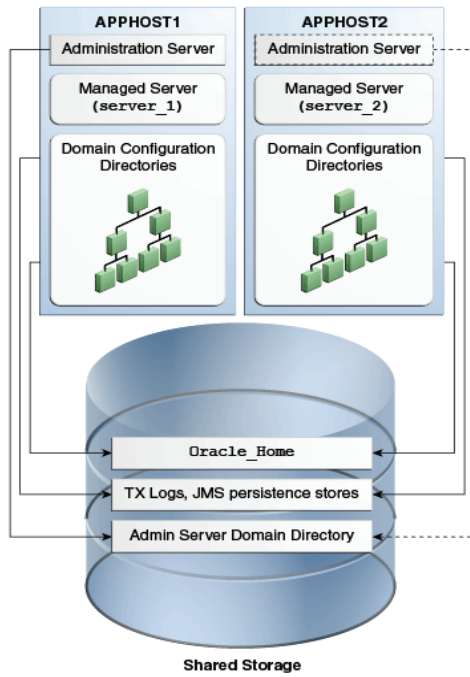 APPHOST1
Administration Server
Managed Server
(server_1)
Domain Configuration
Directories
APPHOST2
Administration Server
Managed Server
(server_2)
Domain Configuration
Directories
Oracle_Home
TX Logs, JMS persistence stores
Admin Server Domain Directory
Shared Storage